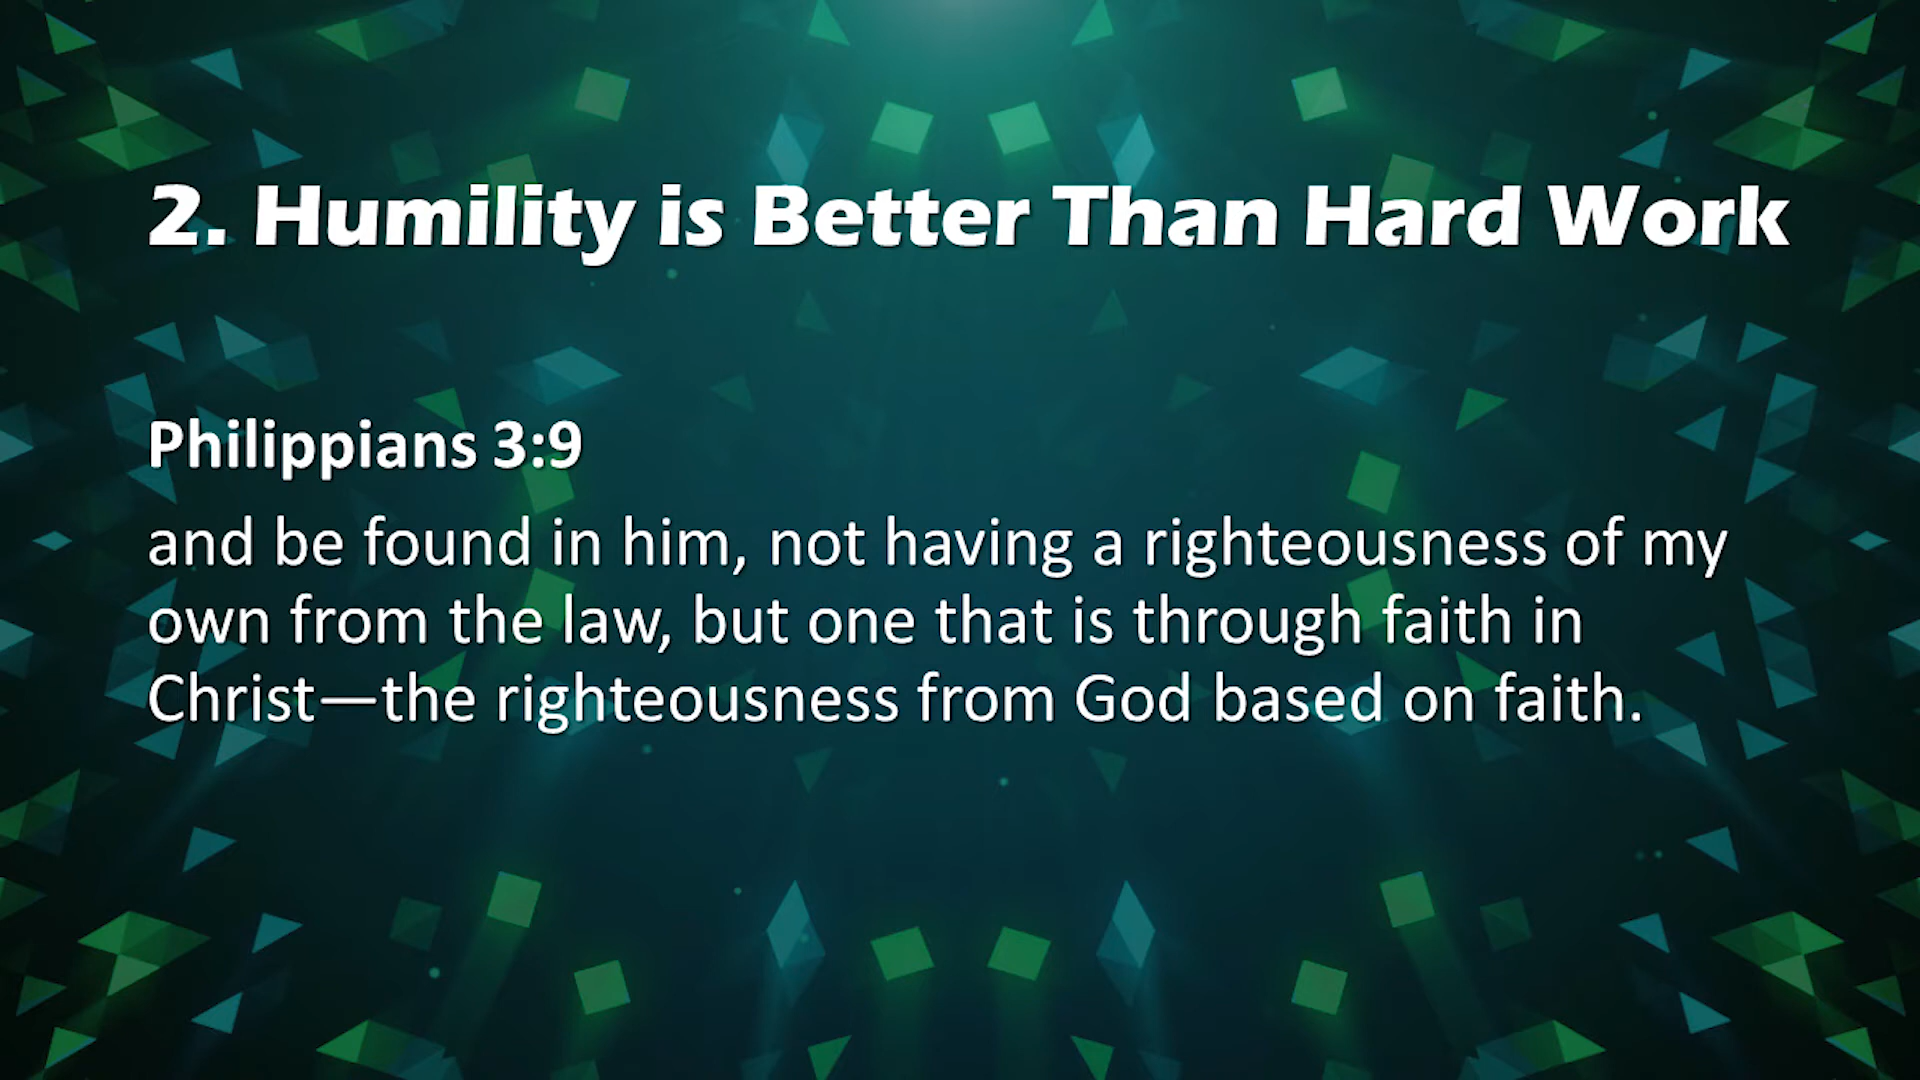 2. Humility is Better Than Hard Work
Philippians 3:9
and be found in him, not having a righteousness of my
own from the law, but one that is through faith in
Christ—the righteousness from God based on faith.